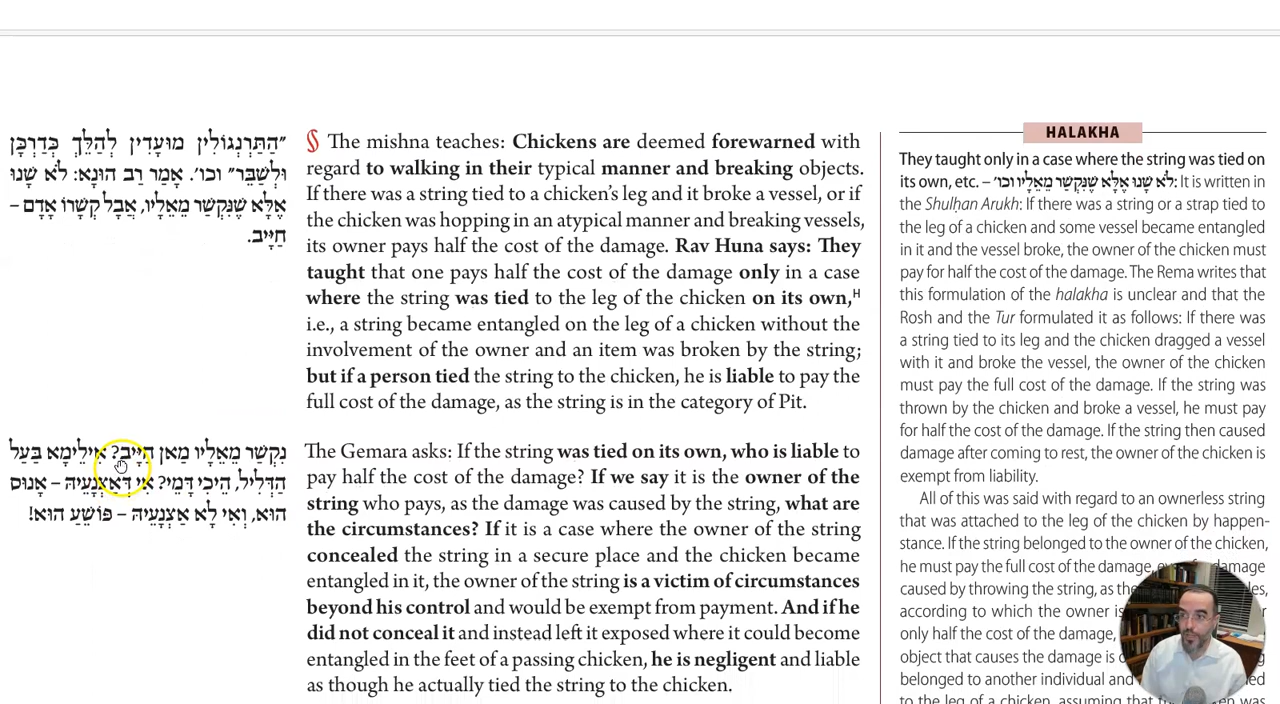 ״הַתַּרְנְגוֹלִין מוּעָדִין לְהַלֵּךְ כְּדַרְכָּן
וּלְשַׁבֵּר״ וכו׳. אָמַר רַב הוּנָא: לֹא שָׁנוּ
אֶלָּא שֶׁנִּקְשַׁר מֵאֵלָיו, אֲבָל קְשָׁרוֹ אָדָם –
חַיָּיב.
נִקְשַׁר מֵאֵלָיו מַאן חַיָּיב? אִילֵימָא בַּעַל
הַדְּלִיל, הֵיכִי דָּמֵי? אִי דְּאַצְנְעֵיהּ – אָנוּס
הוּא, וְאִי לָא אַצְנְעֵיהּ – פּוֹשֵׁעַ הוּא!
§ The mishna teaches: Chickens are deemed forewarned with
regard to walking in their typical manner and breaking objects.
If there was a string tied to a chicken's leg and it broke a vessel, or if
the chicken was hopping in an atypical manner and breaking vessels,
its owner pays half the cost of the damage. Rav Huna says: They
taught that one pays half the cost of the damage only in a case
where the string was tied to the leg of the chicken on its own,H
i.e., a string became entangled on the leg of a chicken without the
involvement of the owner and an item was broken by the string;
but if a person tied the string to the chicken, he is liable to pay the
full cost of the damage, as the string is in the category of Pit.
The Gemara asks: If the string was tied on its own, who is liable to
pay half the cost of the damage? If we say it is the owner of the
string who pays, as the damage was caused by the string, what are
the circumstances? If it is a case where the owner of the string
concealed the string in a secure place and the chicken became
entangled in it, the owner of the string is a victim of circumstances
beyond his control and would be exempt from payment. And if he
did not conceal it and instead left it exposed where it could become
entangled in the feet of a passing chicken, he is negligent and liable
as though he actually tied the string to the chicken.
HALAKHA
They taught only in a case where the string was tied on
its own, etc. – לֹא שָׁנוּ אֶלָּא שֶׁנִּקְשַׁר מֵאֵלָיו וכו׳: It is written in
the Shulḥan Arukh: If there was a string or a strap tied to
the leg of a chicken and some vessel became entangled
in it and the vessel broke, the owner of the chicken must
pay for half the cost of the damage. The Rema writes that
this formulation of the halakha is unclear and that the
Rosh and the Tur formulated it as follows: If there was
a string tied to its leg and the chicken dragged a vessel
with it and broke the vessel, the owner of the chicken
must pay the full cost of the damage. If the string was
thrown by the chicken and broke a vessel, he must pay
for half the cost of the damage. If the string then caused
damage after coming to rest, the owner of the chicken is
exempt from liability.
All of this was said with regard to an ownerless string
that was attached to the leg of the chicken by happen-
stance. If the string belonged to the owner of the chicken,
he must pay the full cost of the damage, damage
caused by throwing the string, as
according to which the owner is
only half the cost of the damage,
object that causes the damage is
belonged to another individual and
to the leg of a chicken, assuming that was